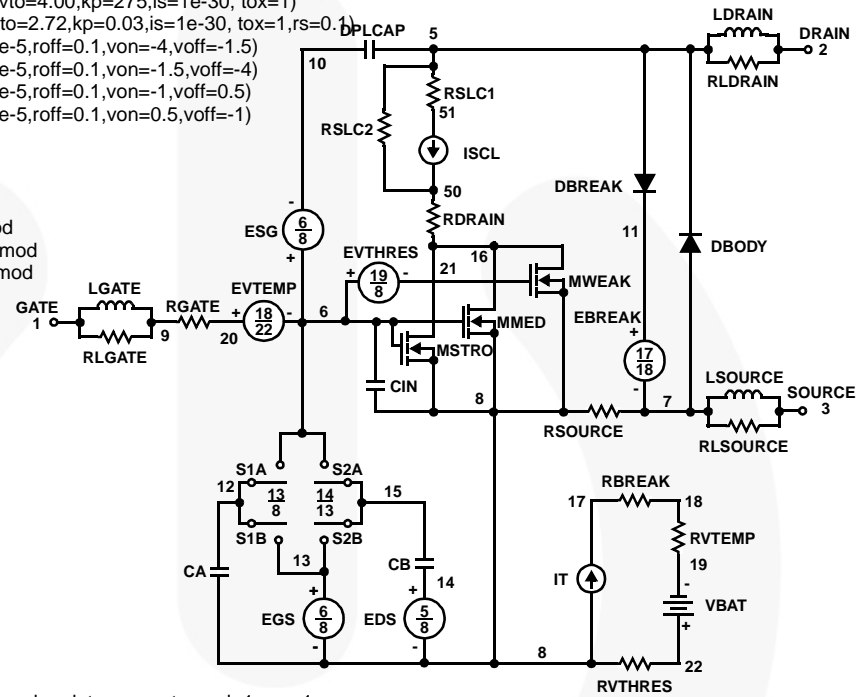 vto=4.00,kp=275,is=1e-30, tox=1)
to=2.72,kp=0.03,is=1e-30, tox=1,rs=0.1)
e-5,roff=0.1,von=-4,voff=-1.5)
e-5,roff=0.1,von=-1.5,voff=-4)
e-5,roff=0.1,von=-1,voff=0.5)
e-5,roff=0.1,von=0.5,voff=-1)
mod
mod
LDRAIN
DPLCAP
5
DRAIN
2
10
RLDRAIN
RSLC1
51
RSLC2
ISCL
50
DBREAK
RDRAIN
ESG
6
8
-
+
11
DBODY
EVTHRES
16
21
+
19
8
-
MWEAK
LGATE
EVTEMP
GATE
1
RGATE
+
18
22
-
6
EBREAK
MMED
9
20
+
17
18
-
MSTRO
RLGATE
LSOURCE
CIN
8
7
SOURCE
3
RSOURCE
RLSOURCE
S1A
S2A
12
13
8
14
13
15
RBREAK
17
18
S1B
S2B
RVTEMP
13
CB
19
CA
14
IT
-
+
+
VBAT
EGS
6
8
EDS
5
8
+
-
-
8
22
RVTHRES